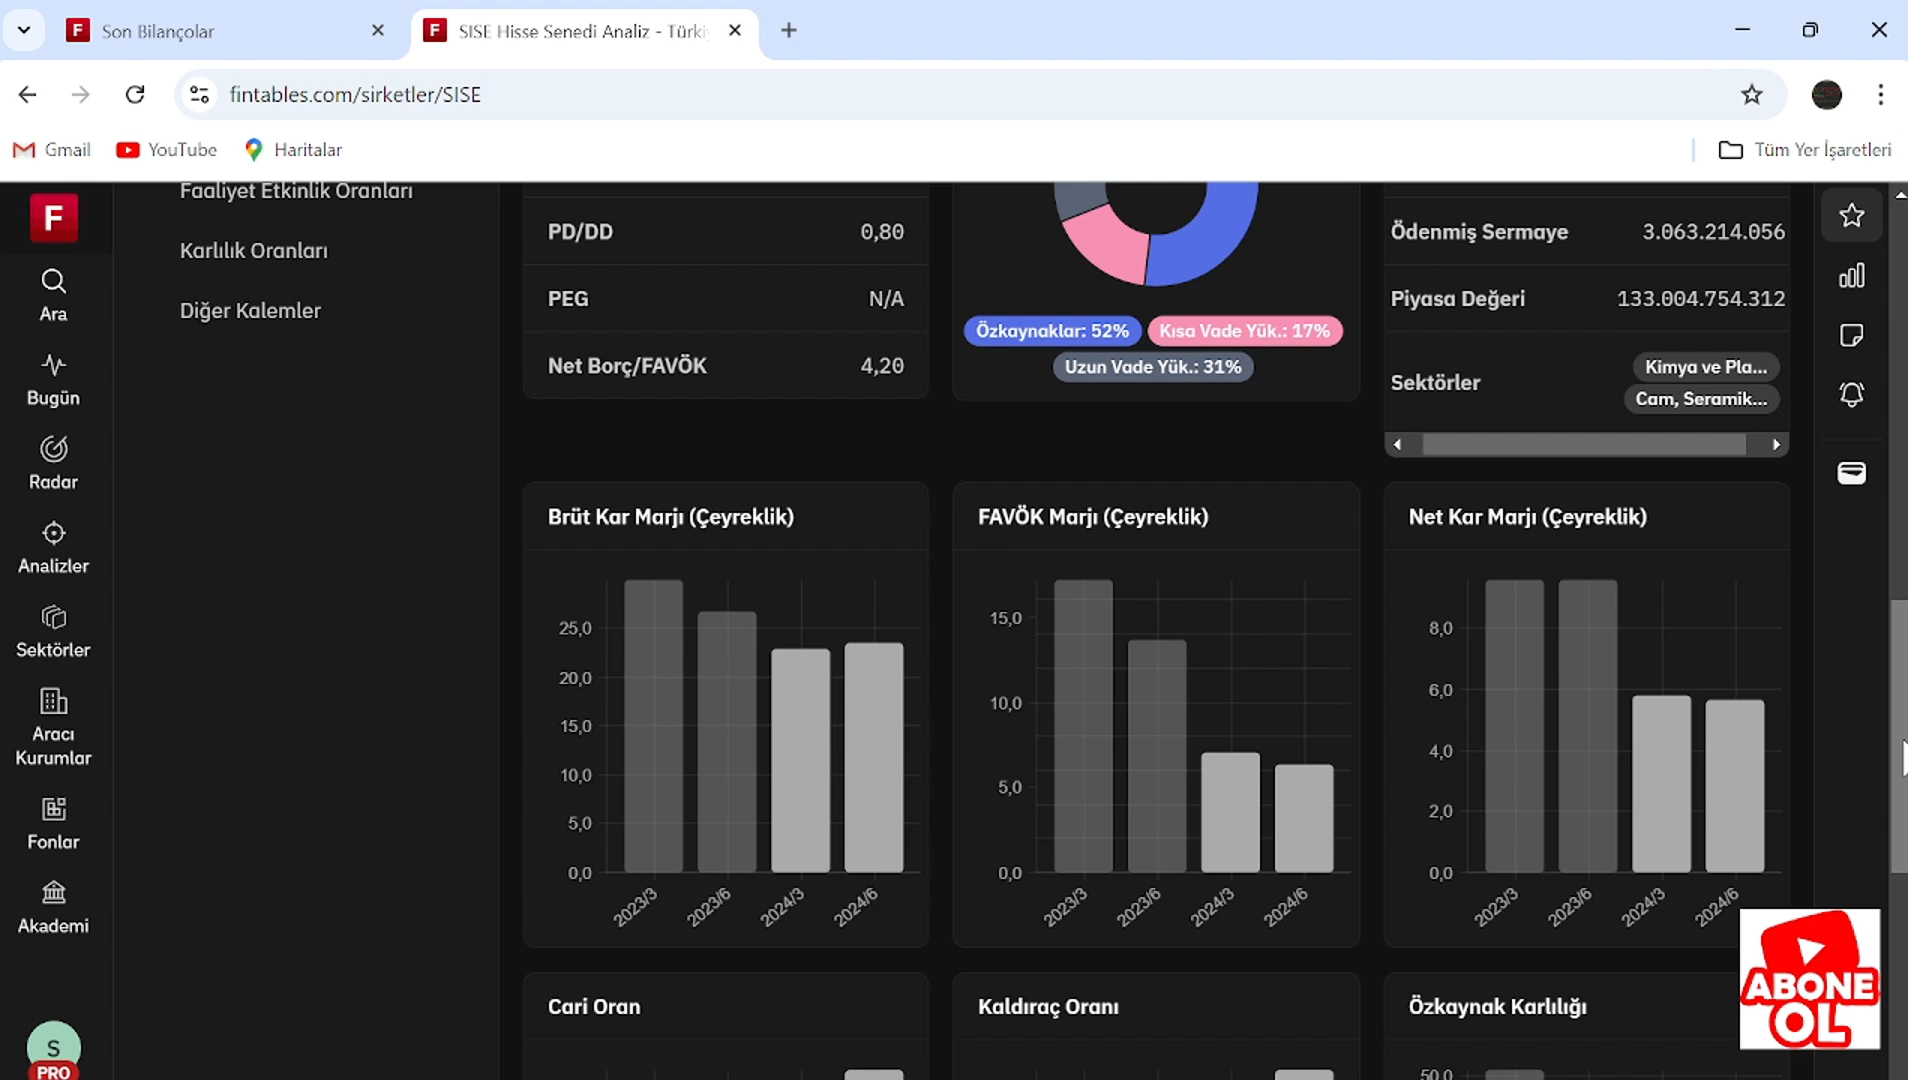 Son Bilançolar
SISE Hisse Senedi Analiz - Türki
fintables.com/sirketler/SISE
Gmail
YouTube
Haritalar
Tüm Yer İşaretleri
F
Ara
Bugün
Radar
Analizler
Sektörler
Aracı
Kurumlar
Fonlar
Akademi
S
PRO
Faaliyet Etkinlik Oranları
Karlılık Oranları
Diğer Kalemler
PD/DD 0,80
PEG N/A
Net Borç/FAVÖK 4,20
Özkaynaklar: 52% Kısa Vade Yük.: 17%
Uzun Vade Yük.: 31%
Ödenmiş Sermaye 3.063.214.056
Piyasa Değeri 133.004.754.312
Sektörler
Kimya ve Pla...
Cam, Seramik...
Brüt Kar Marjı (Çeyreklik)
25,0
20,0
15,0
10,0
5,0
0,0
2023/3 2023/6 2024/3 2024/6
FAVÖK Marjı (Çeyreklik)
15,0
10,0
5,0
0,0
2023/3 2023/6 2024/3 2024/6
Net Kar Marjı (Çeyreklik)
8,0
6,0
4,0
2,0
0,0
2023/3 2023/6 2024/3 2024/6
Cari Oran
Kaldıraç Oranı
Özkaynak Karlılığı
50,0
ABONE
OL